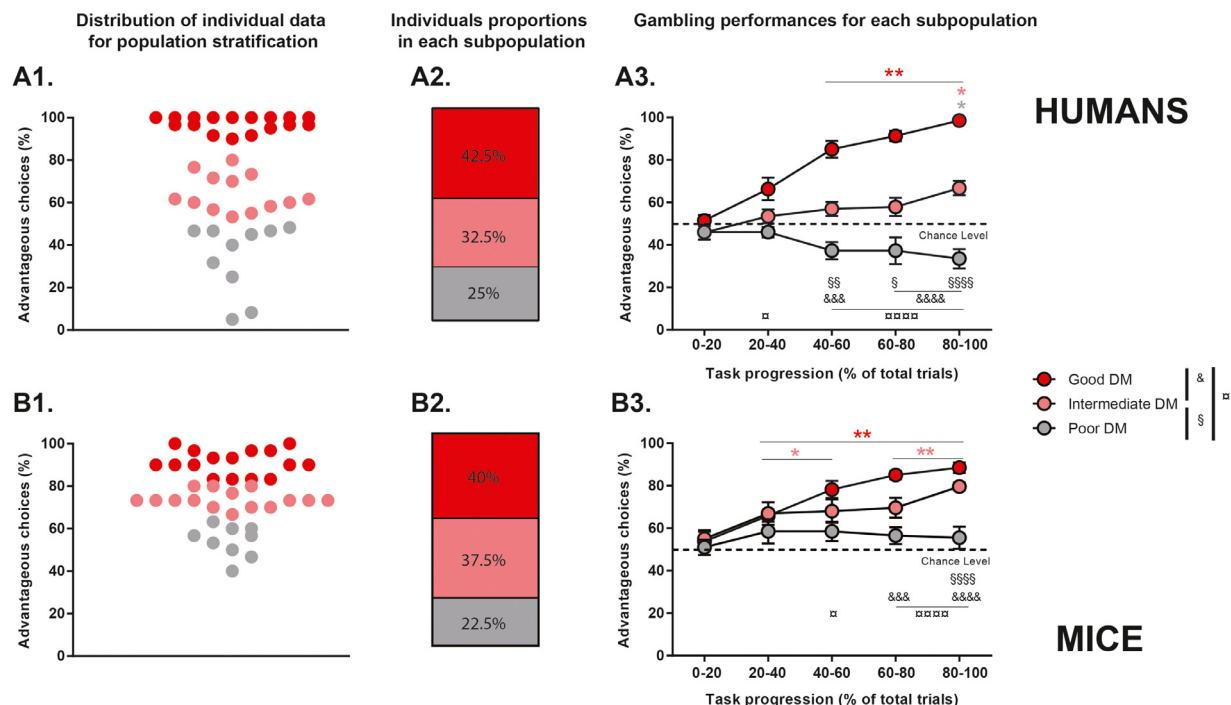 Distribution of individual data
for population stratification
Individuals proportions
in each subpopulation
Gambling performances for each subpopulation
A1.
Advantageous choices (%)
100
80
60
40
20
0
A2.
42.5%
32.5%
25%
A3.
Advantageous choices (%)
100
80
60
40
20
0
**
*
*
Chance Level
§§
§
§§§§
&&&
&&&&
¤
¤¤¤¤
0-20
20-40
40-60
60-80
80-100
Task progression (% of total trials)
HUMANS
Good DM
Intermediate DM
Poor DM
&
§
¤
B1.
Advantageous choices (%)
100
80
60
40
20
0
B2.
40%
37.5%
22.5%
B3.
Advantageous choices (%)
100
80
60
40
20
0
**
*
**
Chance Level
§§§§
&&&
&&&&
¤
¤¤¤¤
0-20
20-40
40-60
60-80
80-100
Task progression (% of total trials)
MICE